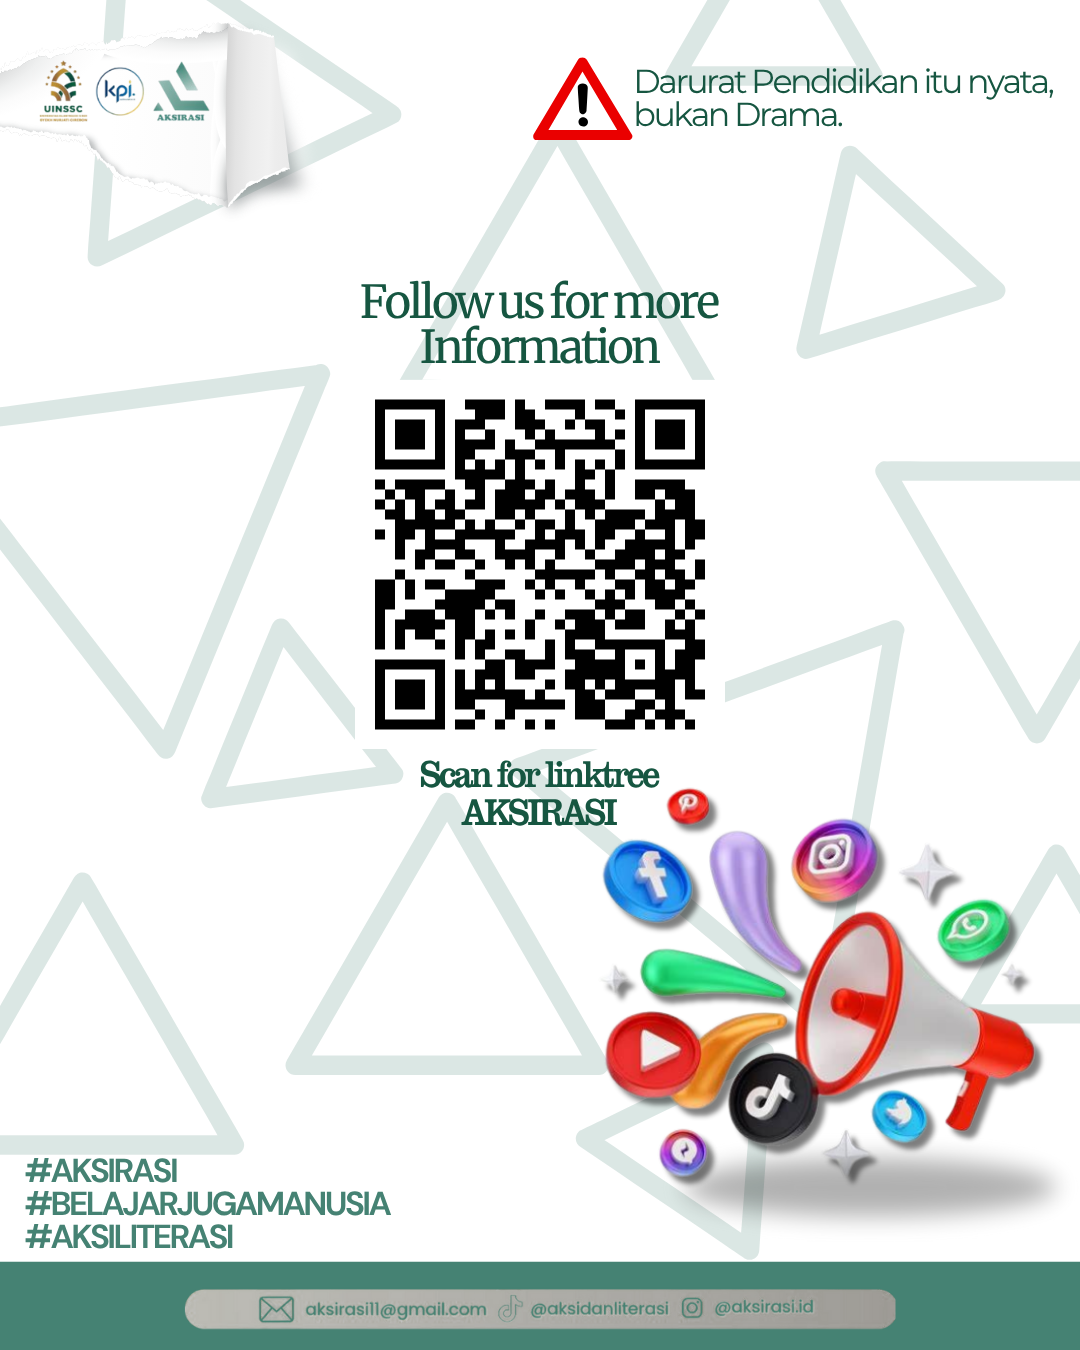 UINSSC
kpi.
AKSIRASI
Darurat Pendidikan itu nyata,
bukan Drama.
Follow us for more
Information
Scan for linktree
AKSIRASI
#AKSIRASI
#BELAJARJUGAMANUSIA
#AKSILITERASI
aksirasi11@gmail.com @aksidanliterasi @aksirasi.id